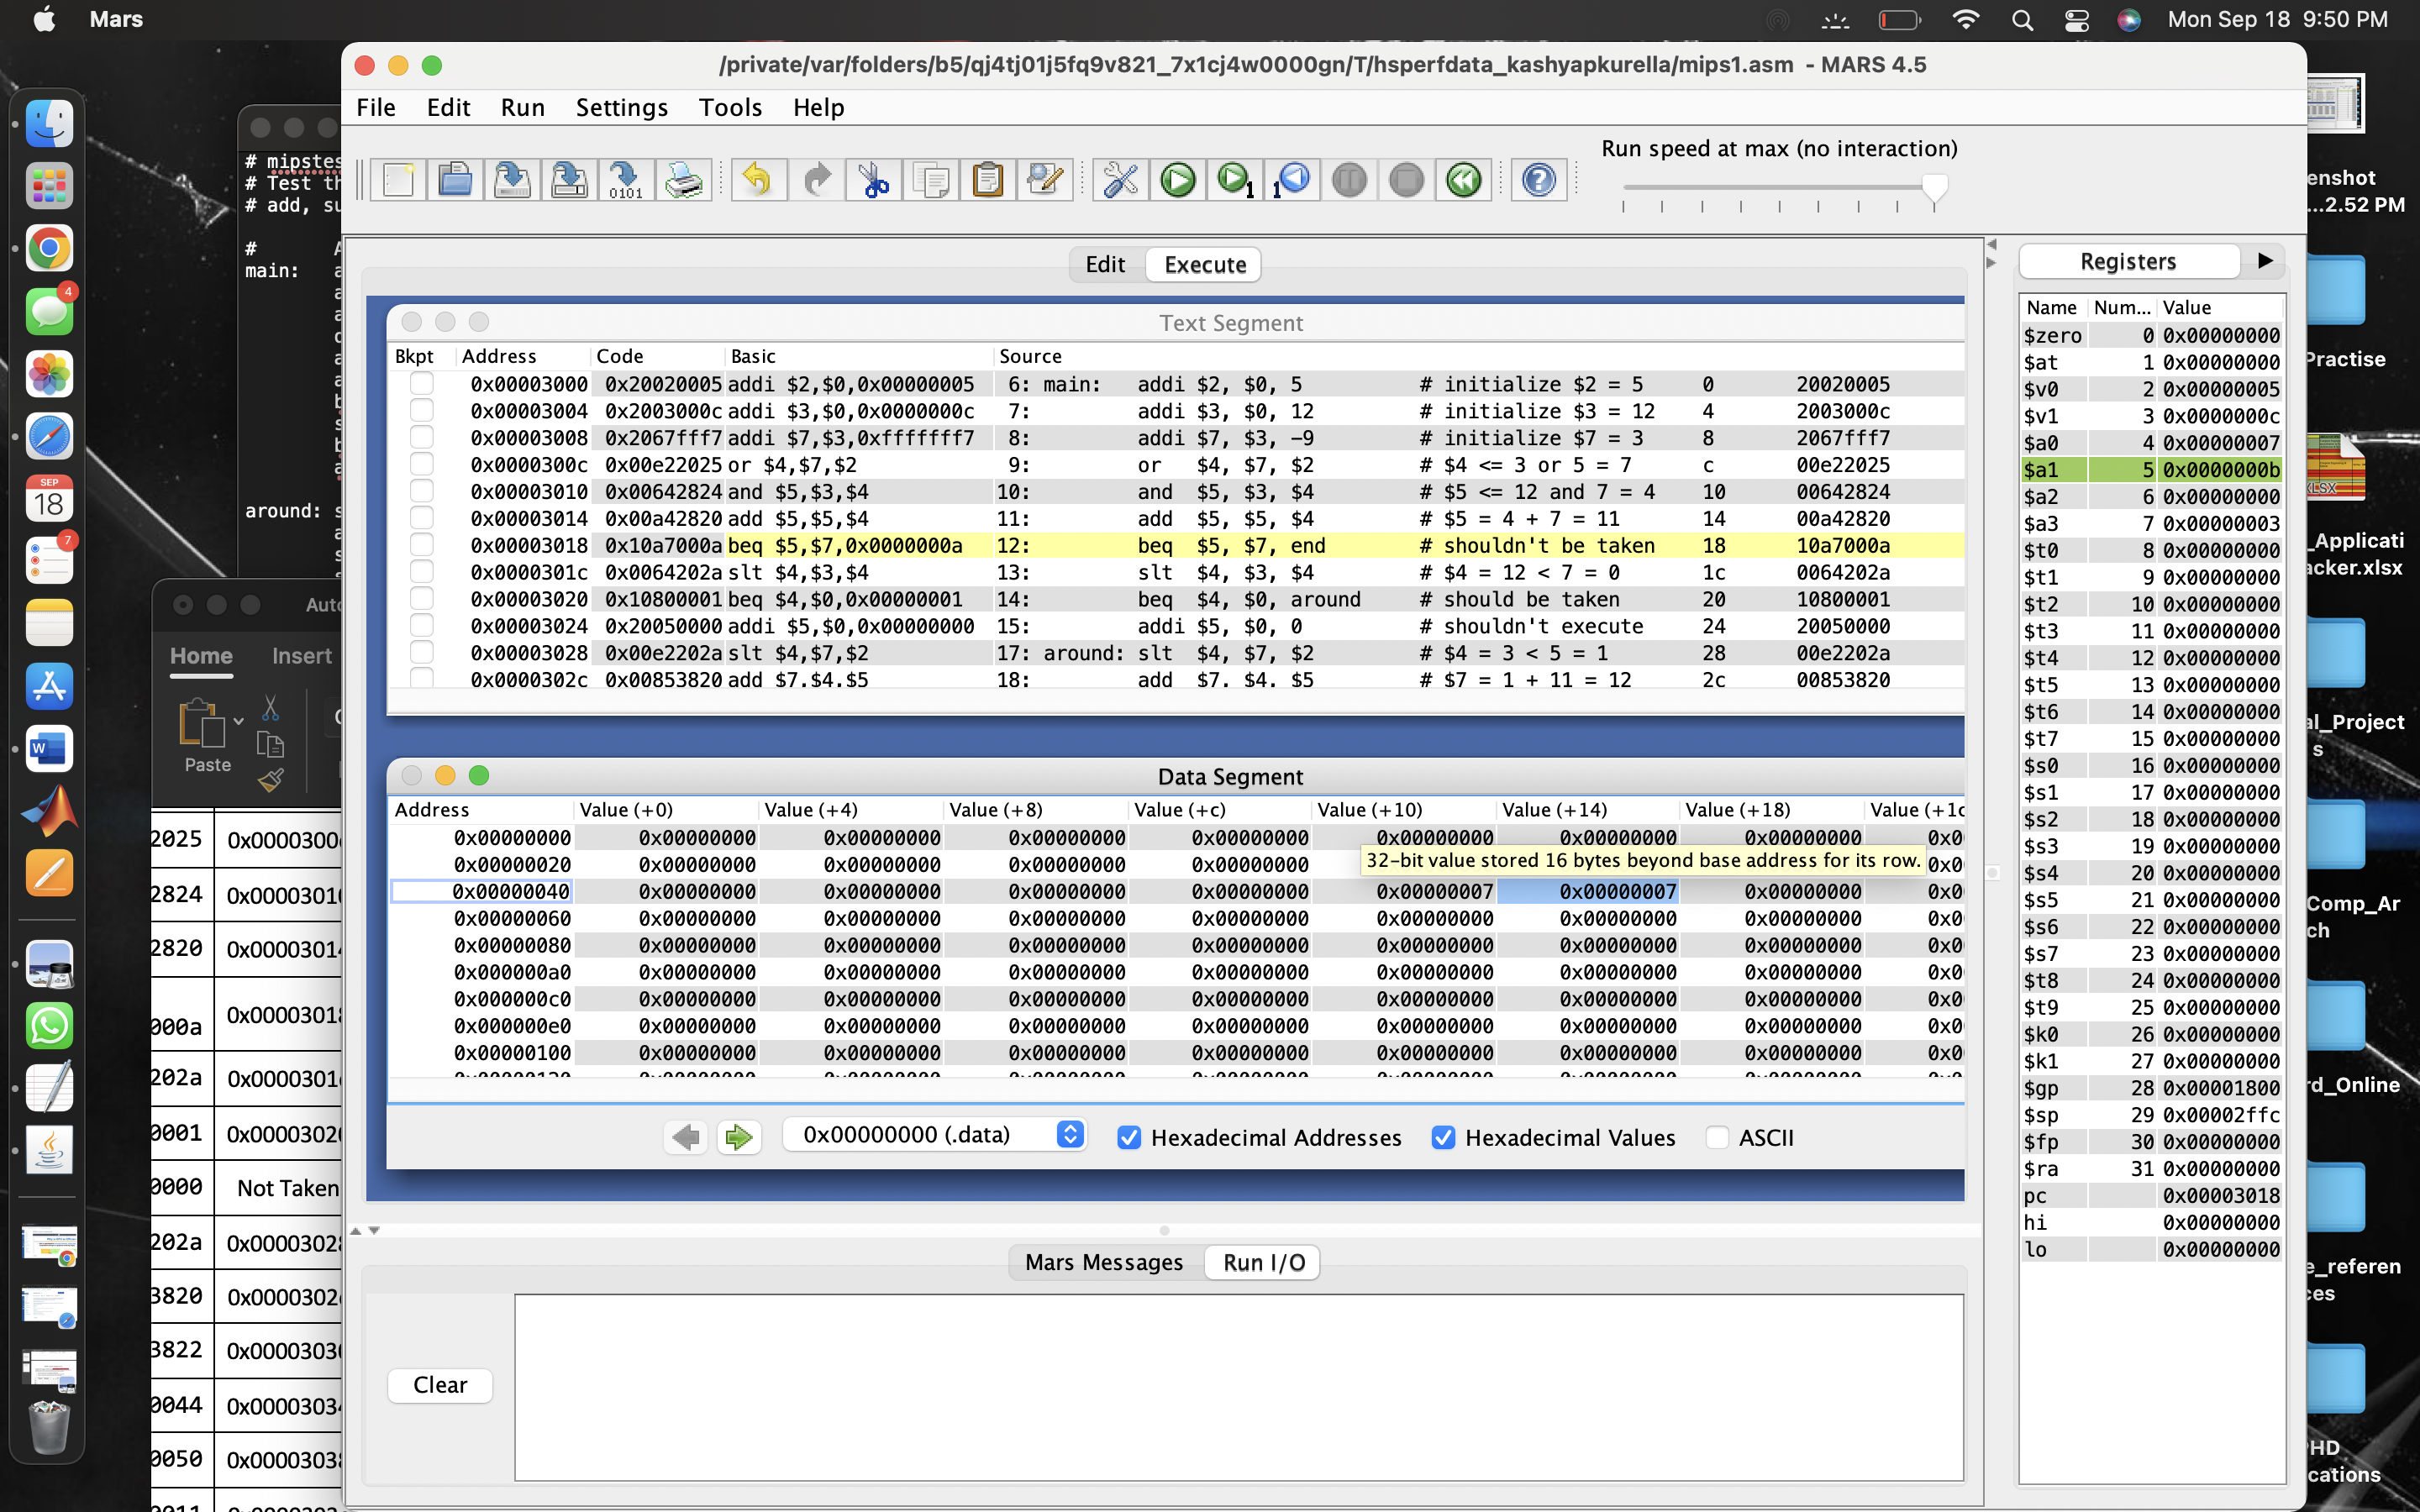 Mars
Mon Sep 18 9:50 PM
/private/var/folders/b5/qj4tj01j5fq9v821_7x1cj4w0000gn/T/hsperfdata_kashyapkurella/mips1.asm - MARS 4.5
File Edit Run Settings Tools Help
Run speed at max (no interaction)
Edit Execute
Text Segment
Bkpt Address Code Basic Source
0x00003000 0x20020005 addi $2,$0,0x00000005 6: main: addi $2, $0, 5 # initialize $2 = 5 0 20020005
0x00003004 0x2003000c addi $3,$0,0x0000000c 7: addi $3, $0, 12 # initialize $3 = 12 4 2003000c
0x00003008 0x2067fff7 addi $7,$3,0xfffffff7 8: addi $7, $3, -9 # initialize $7 = 3 8 2067fff7
0x0000300c 0x00e22025 or $4,$7,$2 9: or $4, $7, $2 # $4 <= 3 or 5 = 7 c 00e22025
0x00003010 0x00642824 and $5,$3,$4 10: and $5, $3, $4 # $5 <= 12 and 7 = 4 10 00642824
0x00003014 0x00a42820 add $5,$5,$4 11: add $5, $5, $4 # $5 = 4 + 7 = 11 14 00a42820
0x00003018 0x10a7000a beq $5,$7,0x0000000a 12: beq $5, $7, end # shouldn't be taken 18 10a7000a
0x0000301c 0x0064202a slt $4,$3,$4 13: slt $4, $3, $4 # $4 = 12 < 7 = 0 1c 0064202a
0x00003020 0x10800001 beq $4,$0,0x00000001 14: beq $4, $0, around # should be taken 20 10800001
0x00003024 0x20050000 addi $5,$0,0x00000000 15: addi $5, $0, 0 # shouldn't execute 24 20050000
0x00003028 0x00e2202a slt $4,$7,$2 17: around: slt $4, $7, $2 # $4 = 3 < 5 = 1 28 00e2202a
0x0000302c 0x00853820 add $7,$4,$5 18: add $7, $4, $5 # $7 = 1 + 11 = 12 2c 00853820
Data Segment
Address Value (+0) Value (+4) Value (+8) Value (+c) Value (+10) Value (+14) Value (+18) Value (+1c
0x00000000 0x00000000 0x00000000 0x00000000 0x00000000 0x00000000 0x00000000 0x00000000 0x0
0x00000020 0x00000000 0x00000000 0x00000000 0x00000000 0x0
32-bit value stored 16 bytes beyond base address for its row.
0x00000040 0x00000000 0x00000000 0x00000000 0x00000000 0x00000007 0x00000007 0x00000000 0x0
0x00000060 0x00000000 0x00000000 0x00000000 0x00000000 0x00000000 0x00000000 0x00000000 0x0
0x00000080 0x00000000 0x00000000 0x00000000 0x00000000 0x00000000 0x00000000 0x00000000 0x0
0x000000a0 0x00000000 0x00000000 0x00000000 0x00000000 0x00000000 0x00000000 0x00000000 0x0
0x000000c0 0x00000000 0x00000000 0x00000000 0x00000000 0x00000000 0x00000000 0x00000000 0x0
0x000000e0 0x00000000 0x00000000 0x00000000 0x00000000 0x00000000 0x00000000 0x00000000 0x0
0x00000100 0x00000000 0x00000000 0x00000000 0x00000000 0x00000000 0x00000000 0x00000000 0x0
0x00000000 (.data) Hexadecimal Addresses Hexadecimal Values ASCII
Mars Messages Run I/O
Clear
Registers
Name Num... Value
$zero 0 0x00000000
$at 1 0x00000000
$v0 2 0x00000005
$v1 3 0x0000000c
$a0 4 0x00000007
$a1 5 0x0000000b
$a2 6 0x00000000
$a3 7 0x00000003
$t0 8 0x00000000
$t1 9 0x00000000
$t2 10 0x00000000
$t3 11 0x00000000
$t4 12 0x00000000
$t5 13 0x00000000
$t6 14 0x00000000
$t7 15 0x00000000
$s0 16 0x00000000
$s1 17 0x00000000
$s2 18 0x00000000
$s3 19 0x00000000
$s4 20 0x00000000
$s5 21 0x00000000
$s6 22 0x00000000
$s7 23 0x00000000
$t8 24 0x00000000
$t9 25 0x00000000
$k0 26 0x00000000
$k1 27 0x00000000
$gp 28 0x00001800
$sp 29 0x00002ffc
$fp 30 0x00000000
$ra 31 0x00000000
pc 0x00003018
hi 0x00000000
lo 0x00000000
# mipstes
# Test th
# add, su
# A
main: a
around: s
Auto
Home Insert
Paste
2025 0x0000300
2824 0x0000301
2820 0x0000301
000a 0x0000301
202a 0x0000301
0001 0x0000302
0000 Not Taken
202a 0x0000302
3820 0x0000302
3822 0x0000303
0044 0x0000303
0050 0x0000303
enshot
...2.52 PM
Practise
XLSX
_Applicati
acker.xlsx
al_Project
s
Comp_Ar
ch
rd_Online
e_referen
ces
PHD
cations
4
SEP
18
7
W
0101
1
1